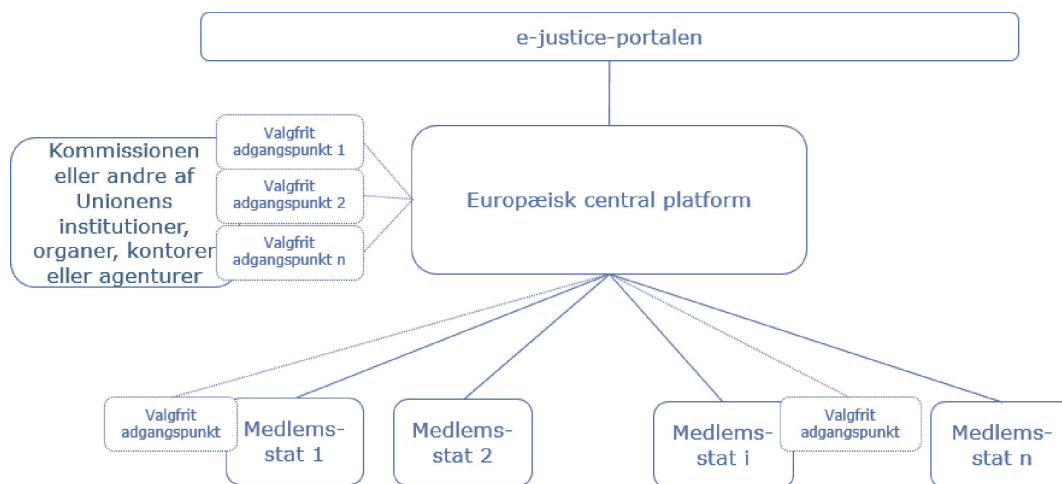 e-justice-portalen
Kommissionen
eller andre af
Unionens
institutioner,
organer, kontorer
eller agenturer
Valgfrit
adgangspunkt 1
Valgfrit
adgangspunkt 2
Valgfrit
adgangspunkt n
Europæisk central platform
Valgfrit
adgangspunkt
Medlems-
stat 1
Medlems-
stat 2
Medlems-
stat i
Valgfrit
adgangspunkt
Medlems-
stat n